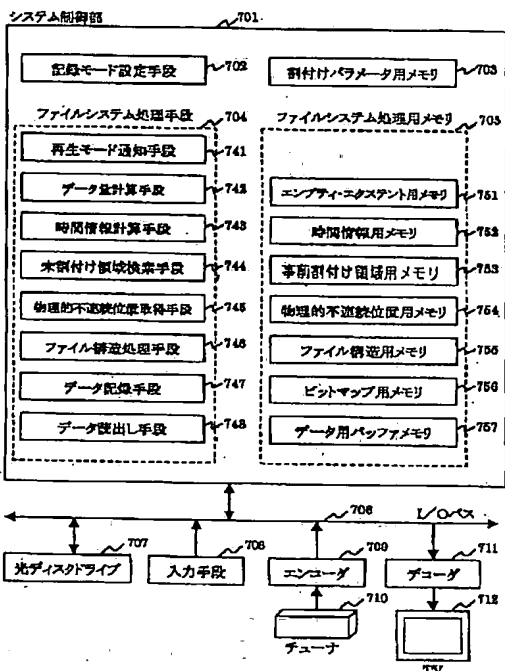 システム制御部 701
記録モード設定手段 702
割付けパラメータ用メモリ 703
ファイルシステム処理手段 704
ファイルシステム処理用メモリ 705
再生モード通知手段 741
データ量計算手段 742
エンプティ・エクステント用メモリ 751
時間情報計算手段 743
時間情報用メモリ 752
未割付け領域検索手段 744
事前割付け領域用メモリ 753
物理的不連続位置取得手段 745
物理的不連続位置用メモリ 754
ファイル構造処理手段 746
ファイル構造用メモリ 755
データ記録手段 747
ビットマップ用メモリ 756
データ読出し手段 748
データ用バッファメモリ 757
706 I/Oバス
707 708 709 711
光ディスクドライブ 入力手段 エンコーダ デコーダ
710 712
チューナ
TV